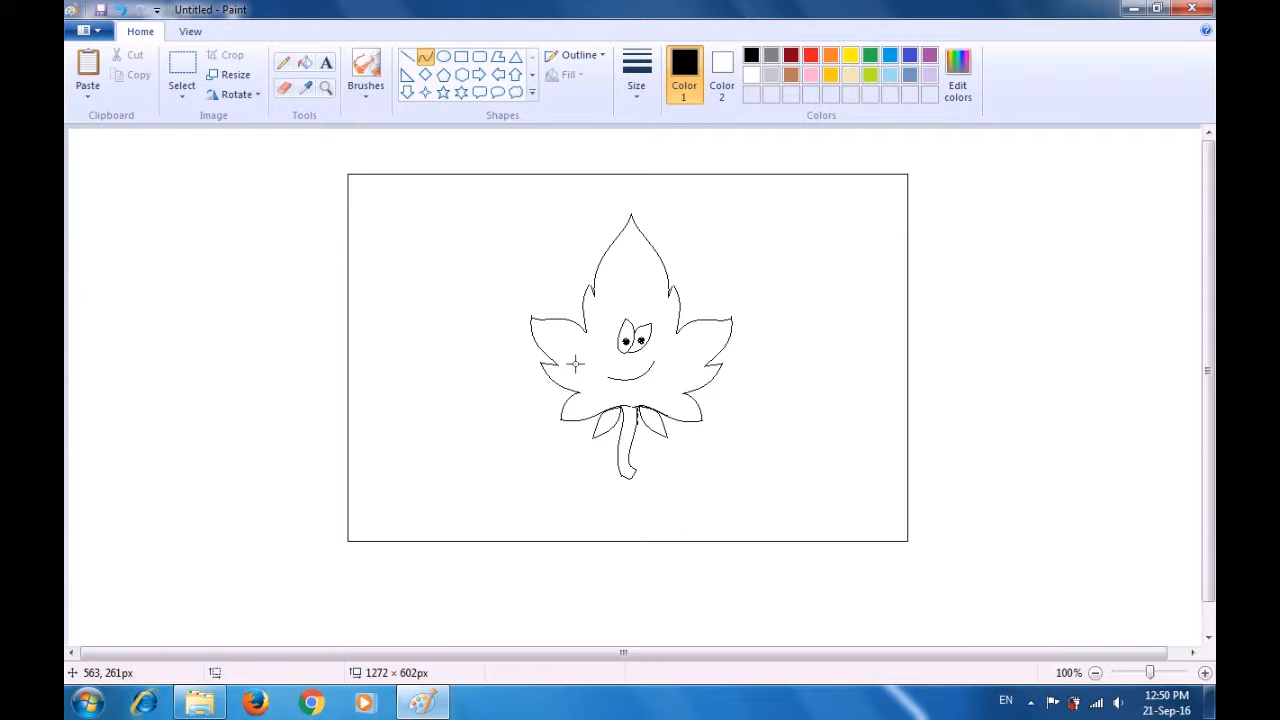 Untitled - Paint
Home
View
Paste
Cut
Copy
Clipboard
Select
Crop
Resize
Rotate
Image
A
Tools
Brushes
Outline
Fill
Shapes
Size
Color
1
Color
2
Edit
colors
Colors
563, 261px
1272 × 602px
100%
EN
12:50 PM
21-Sep-16